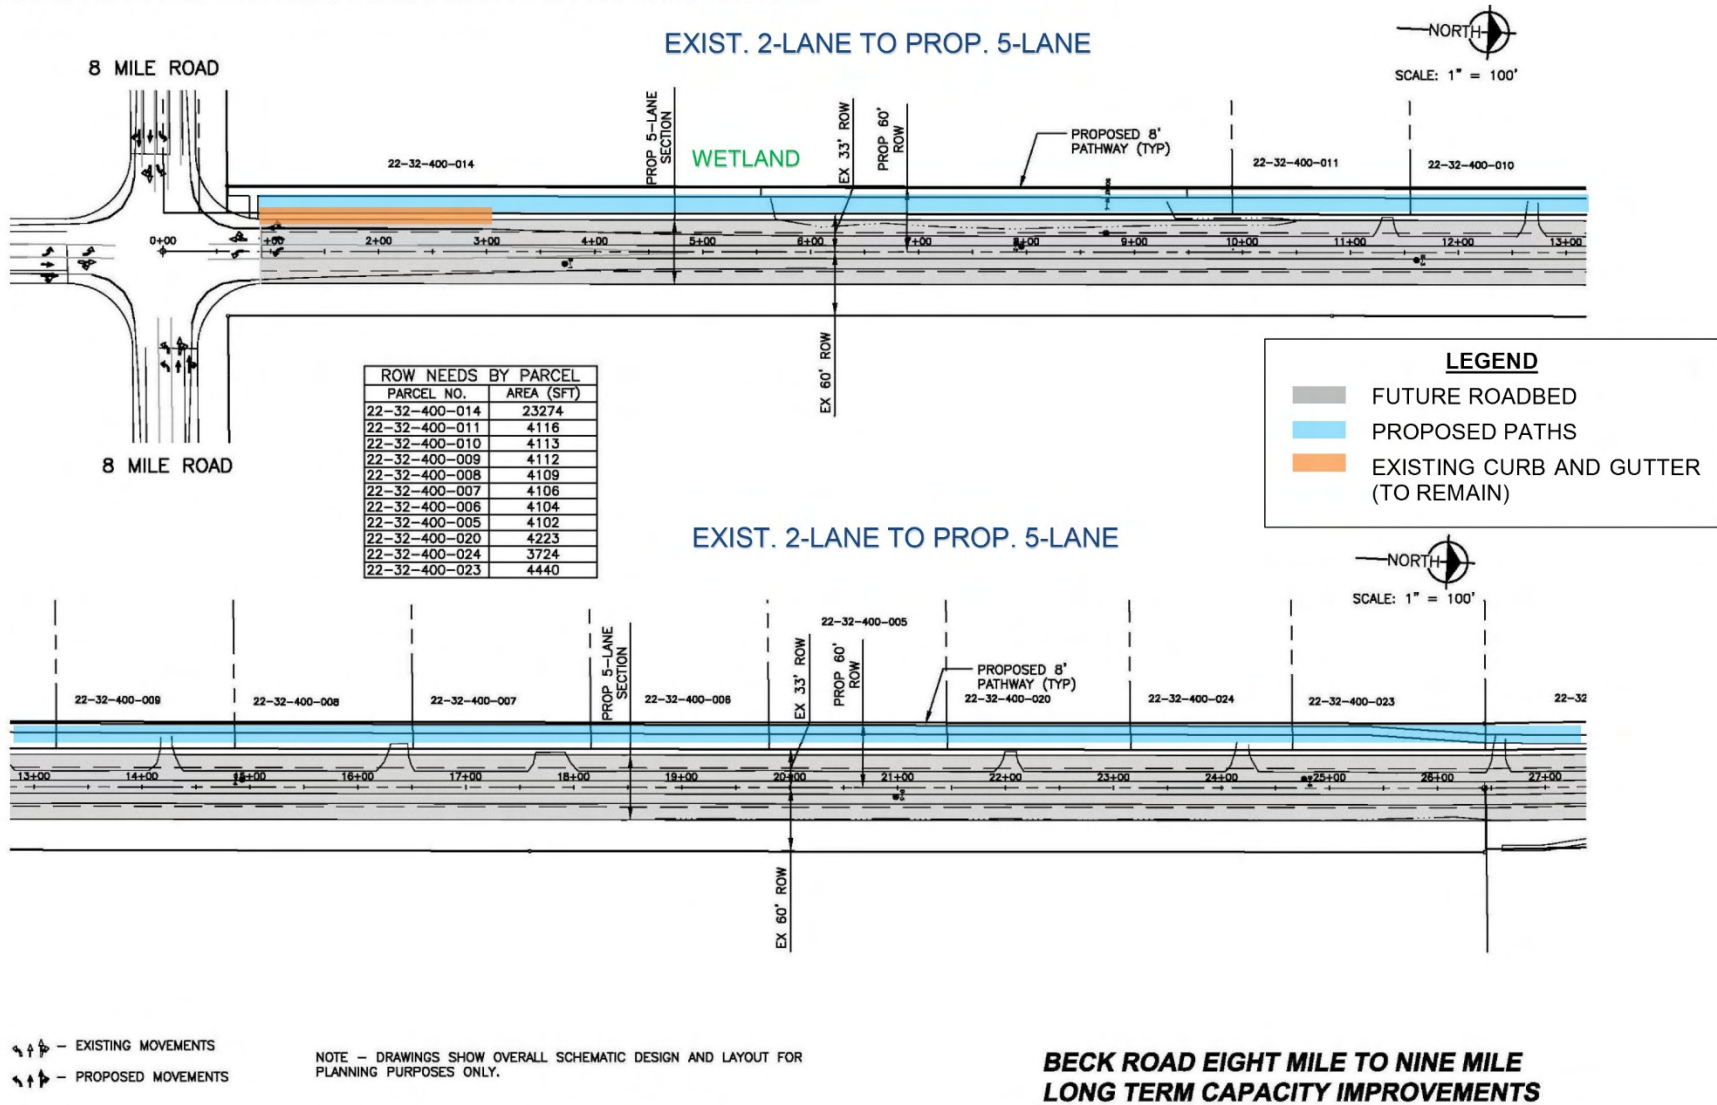 EXIST. 2-LANE TO PROP. 5-LANE
NORTH
SCALE: 1" = 100'
8 MILE ROAD
22-32-400-014
PROP 5-LANE
SECTION
WETLAND
EX 33' ROW
PROP 60'
ROW
PROPOSED 8'
PATHWAY (TYP)
22-32-400-011
22-32-400-010
0+00
+00
2+00
3+00
4+00
5+00
6+00
7+00
9+00
10+00
11+00
12+00
13+00
EX 60' ROW
8 MILE ROAD
ROW NEEDS BY PARCEL
PARCEL NO. AREA (SFT)
22-32-400-014 23274
22-32-400-011 4116
22-32-400-010 4113
22-32-400-009 4112
22-32-400-008 4109
22-32-400-007 4106
22-32-400-006 4104
22-32-400-005 4102
22-32-400-020 4223
22-32-400-024 3724
22-32-400-023 4440
LEGEND
FUTURE ROADBED
PROPOSED PATHS
EXISTING CURB AND GUTTER
(TO REMAIN)
EXIST. 2-LANE TO PROP. 5-LANE
NORTH
SCALE: 1" = 100'
22-32-400-009
22-32-400-008
22-32-400-007
PROP 5-LANE
SECTION
22-32-400-006
EX 33' ROW
22-32-400-005
PROP 60'
ROW
PROPOSED 8'
PATHWAY (TYP)
22-32-400-020
22-32-400-024
22-32-400-023
22-32
13+00
14+00
15+00
16+00
17+00
18+00
19+00
20+00
21+00
22+00
23+00
24+00
25+00
26+00
27+00
EX 60' ROW
- EXISTING MOVEMENTS
- PROPOSED MOVEMENTS
NOTE - DRAWINGS SHOW OVERALL SCHEMATIC DESIGN AND LAYOUT FOR
PLANNING PURPOSES ONLY.
BECK ROAD EIGHT MILE TO NINE MILE
LONG TERM CAPACITY IMPROVEMENTS